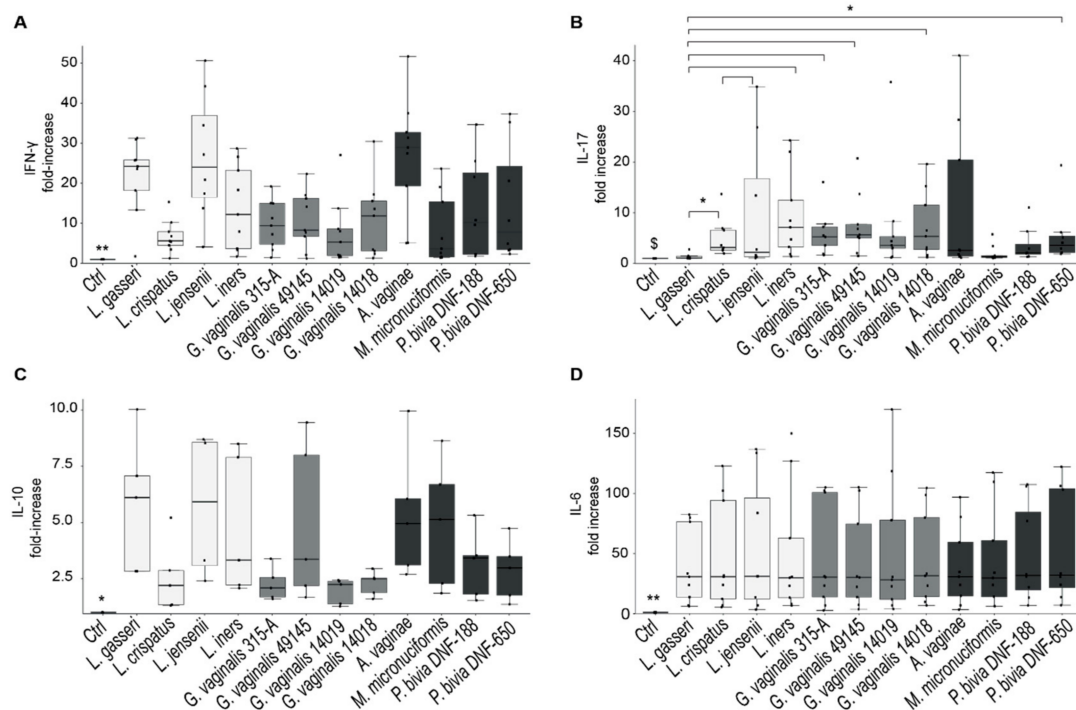 A
50
40
30
20
10
0
IFN-γ
fold-increase
**
Ctrl
L. gasseri
L. crispatus
L. jensenii
L. iners
G. vaginalis 315-A
G. vaginalis 49145
G. vaginalis 14019
G. vaginalis 14018
A. vaginae
M. micronuciformis
P. bivia DNF-188
P. bivia DNF-650
B
*
40
20
10
0
IL-17
fold increase
$
*
Ctrl
L. gasseri
L. crispatus
L. jensenii
L. iners
G. vaginalis 315-A
G. vaginalis 49145
G. vaginalis 14019
G. vaginalis 14018
A. vaginae
M. micronuciformis
P. bivia DNF-188
P. bivia DNF-650
C
10.0
7.5
5.0
2.5
IL-10
fold-increase
*
Ctrl
L. gasseri
L. crispatus
L. jensenii
L. iners
G. vaginalis 315-A
G. vaginalis 49145
G. vaginalis 14019
G. vaginalis 14018
A. vaginae
M. micronuciformis
P. bivia DNF-188
P. bivia DNF-650
D
150
100
50
0
IL-6
fold increase
**
Ctrl
L. gasseri
L.crispatus
L. jensenii
L. iners
G. vaginalis 315-A
G. vaginalis 49145
G. vaginalis 14019
G. vaginalis 14018
A. vaginae
M. micronuciformis
P. bivia DNF-188
P. bivia DNF-650